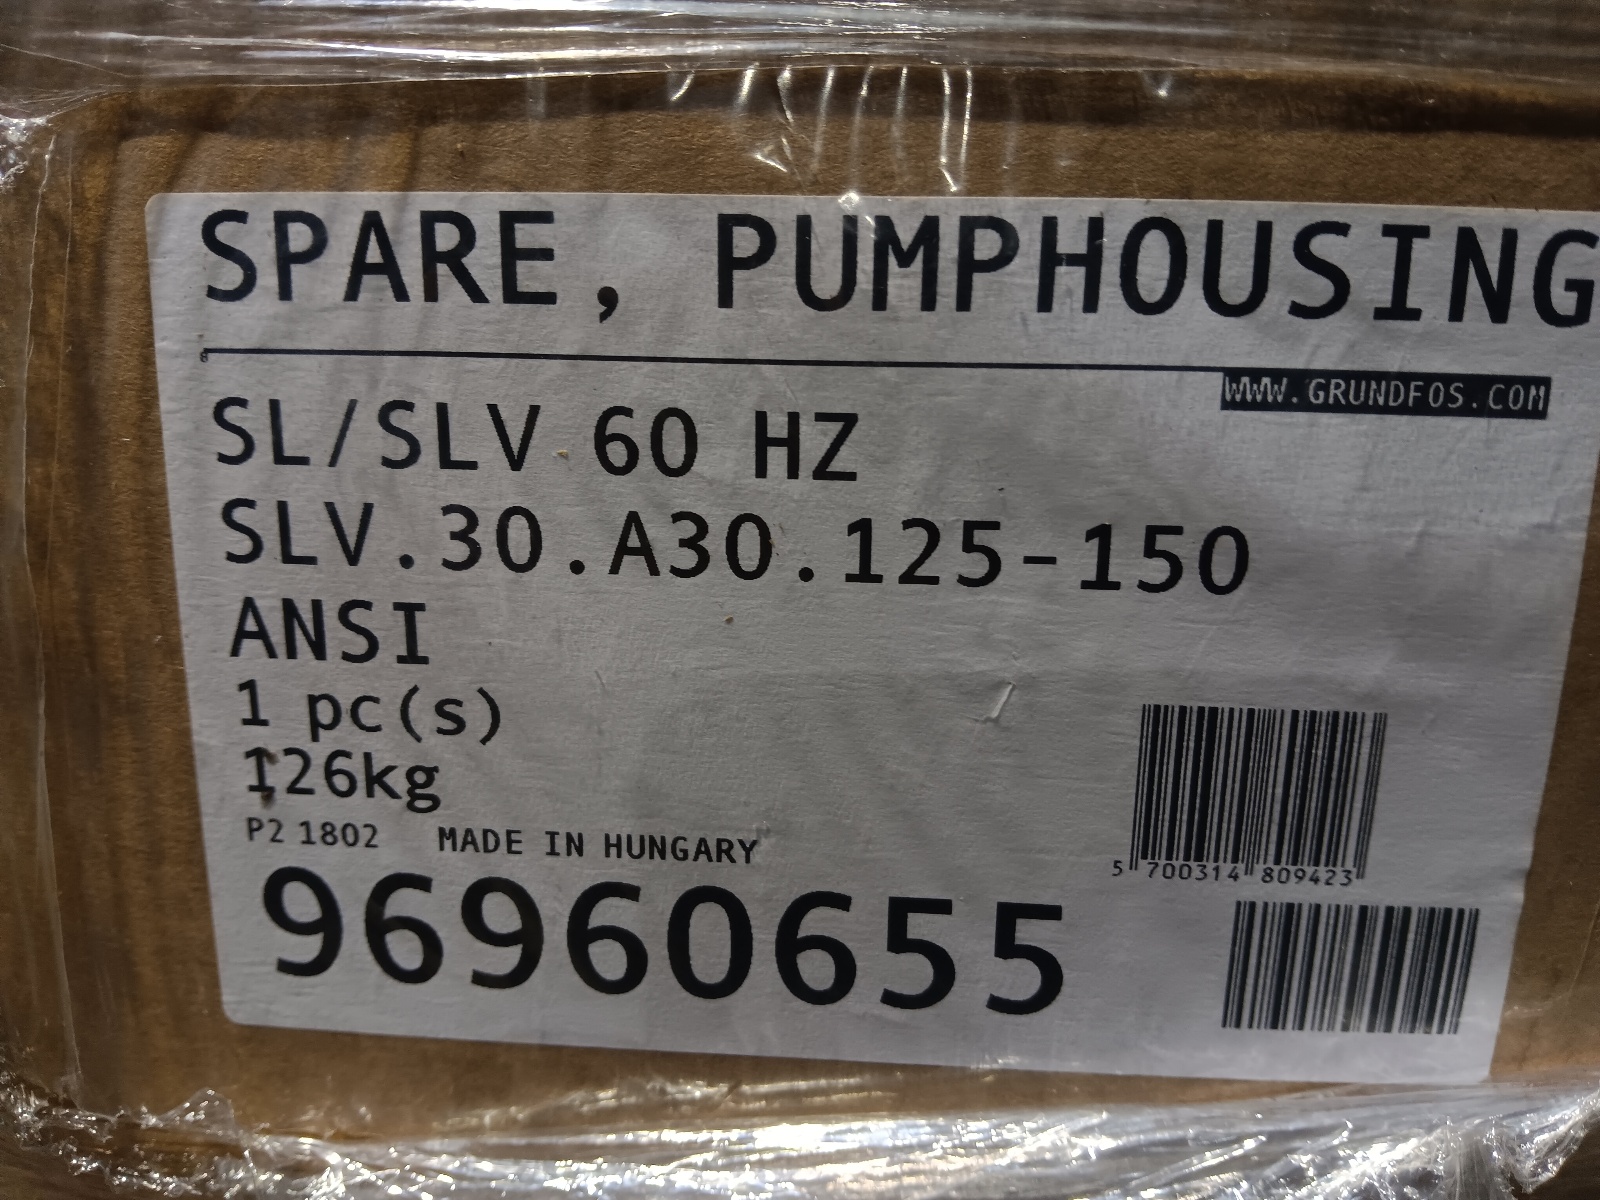 SPARE, PUMPHOUSING
WWW.GRUNDFOS.COM
SL/SLV 60 HZ
SLV.30.A30.125-150
ANSI
1 pc(s)
126kg
P2 1802 MADE IN HUNGARY
5 700314 809423
96960655